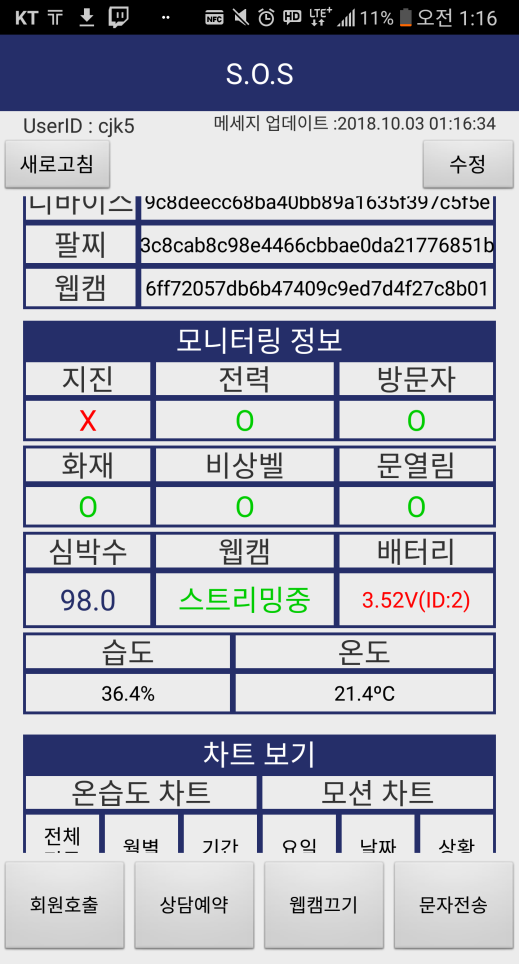 KT NFC HD LTE+ 11% 오전 1:16
S.O.S
UserID : cjk5 메세지 업데이트 :2018.10.03 01:16:34
새로고침 수정
디바이스 9c8deecc68ba40bb89a1635f397c5f5e
팔찌 3c8cab8c98e4466cbbae0da21776851b
웹캠 6ff72057db6b47409c9ed7d4f27c8b01
모니터링 정보
지진 전력 방문자
X O O
화재 비상벨 문열림
O O O
심박수 웹캠 배터리
98.0 스트리밍중 3.52V(ID:2)
습도 온도
36.4% 21.4ºC
차트 보기
온습도 차트 모션 차트
전체 월별 기간 요일 날짜 상황
회원호출 상담예약 웹캠끄기 문자전송